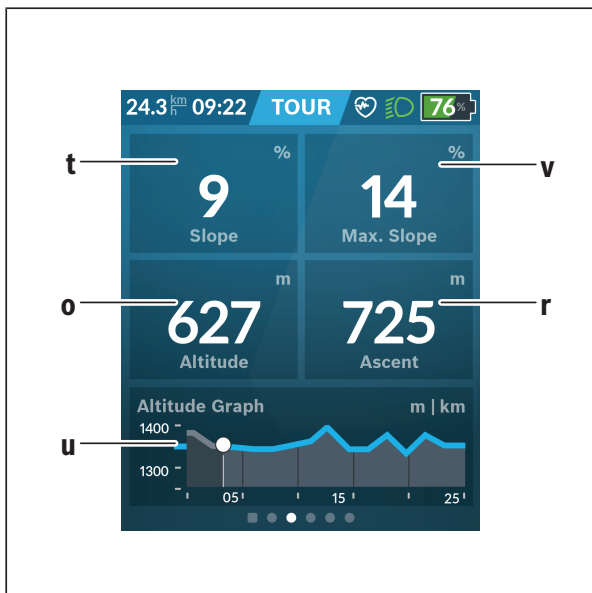 24.3 km/h 09:22 TOUR 76%
t % % v
9 14
Slope Max. Slope
o m m r
627 725
Altitude Ascent
Altitude Graph m | km
1400
u
1300
05 15 25